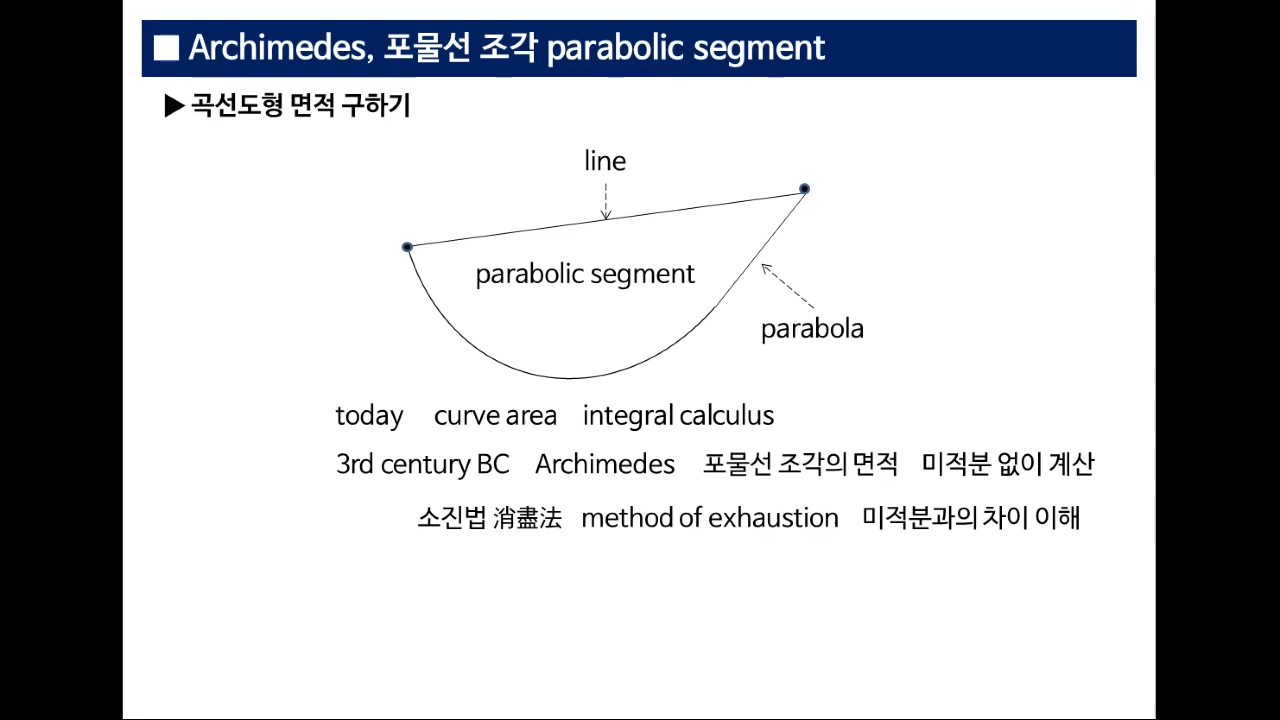 ■ Archimedes, 포물선 조각 parabolic segment
▶ 곡선도형 면적 구하기
line
parabolic segment
parabola
today curve area integral calculus
3rd century BC Archimedes 포물선 조각의 면적 미적분 없이 계산
소진법 消盡法 method of exhaustion 미적분과의 차이 이해